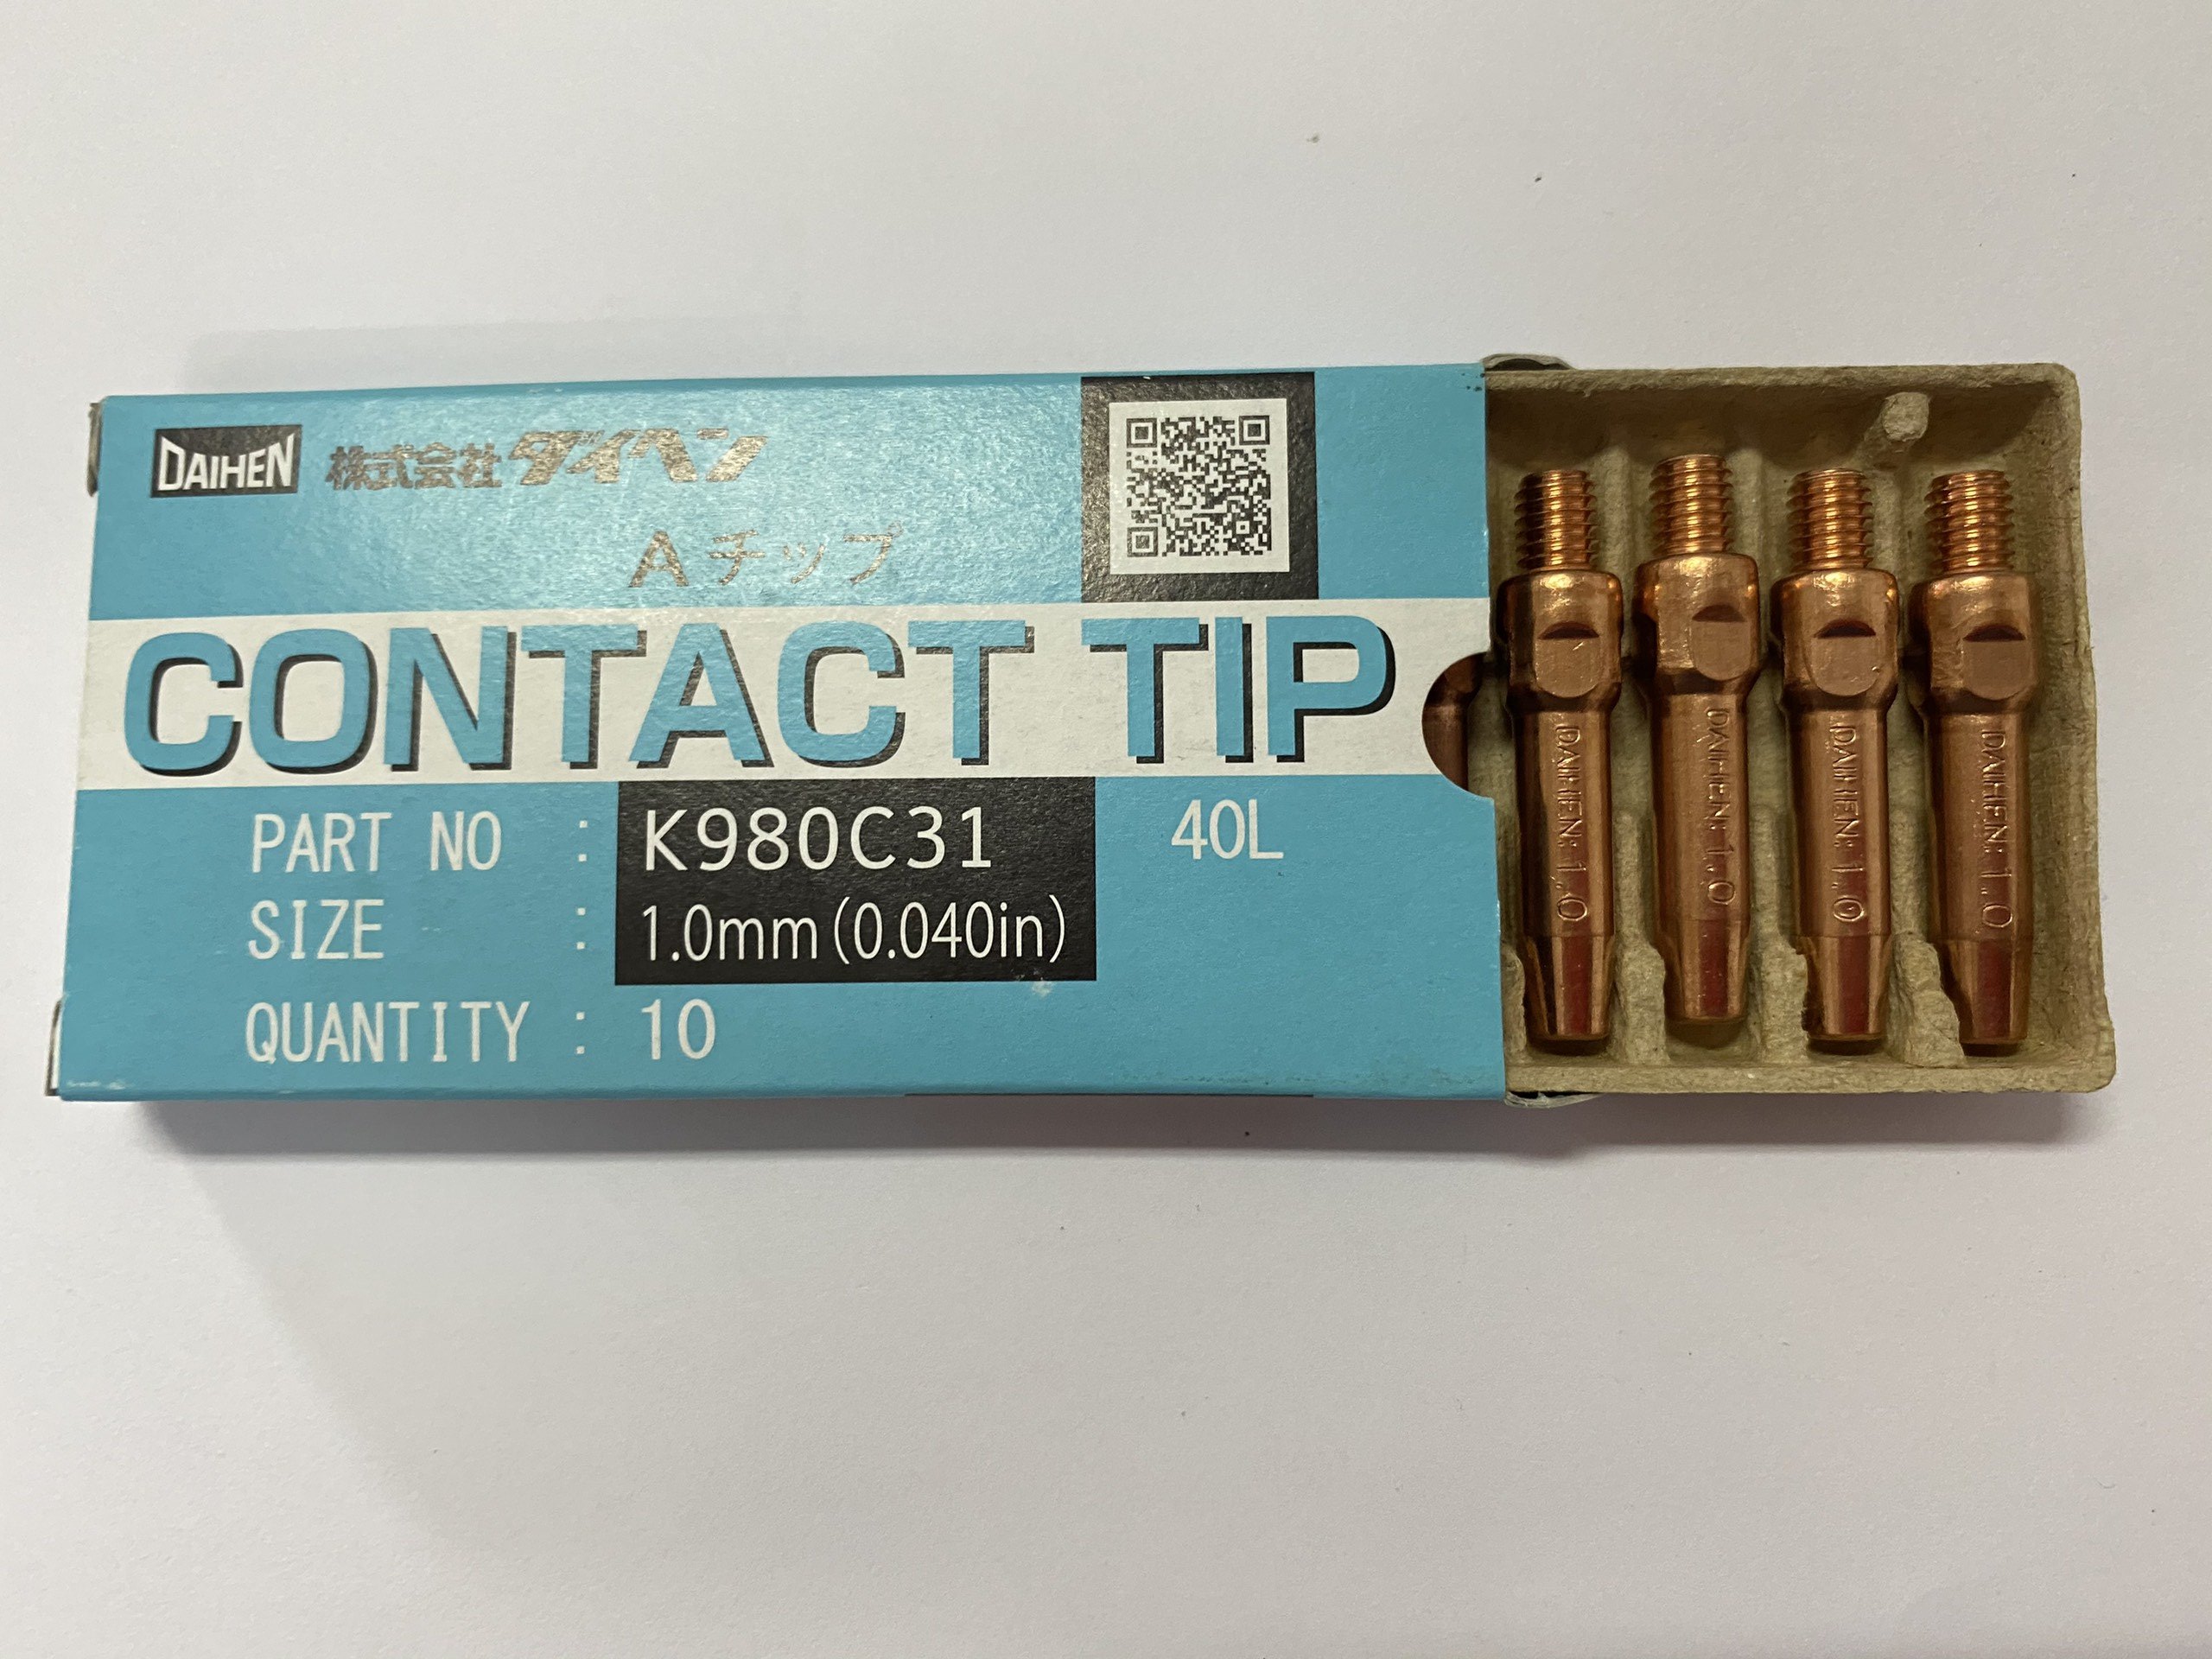 DAIHEN 株式会社ダイヘン
Aチップ
CONTACT TIP
PART NO : K980C31 40L
SIZE : 1.0mm(0.040in)
QUANTITY : 10
DAIHEN: 1.0
DAIHEN: 1.0
DAIHEN: 1.0
DAIHEN: 1.0